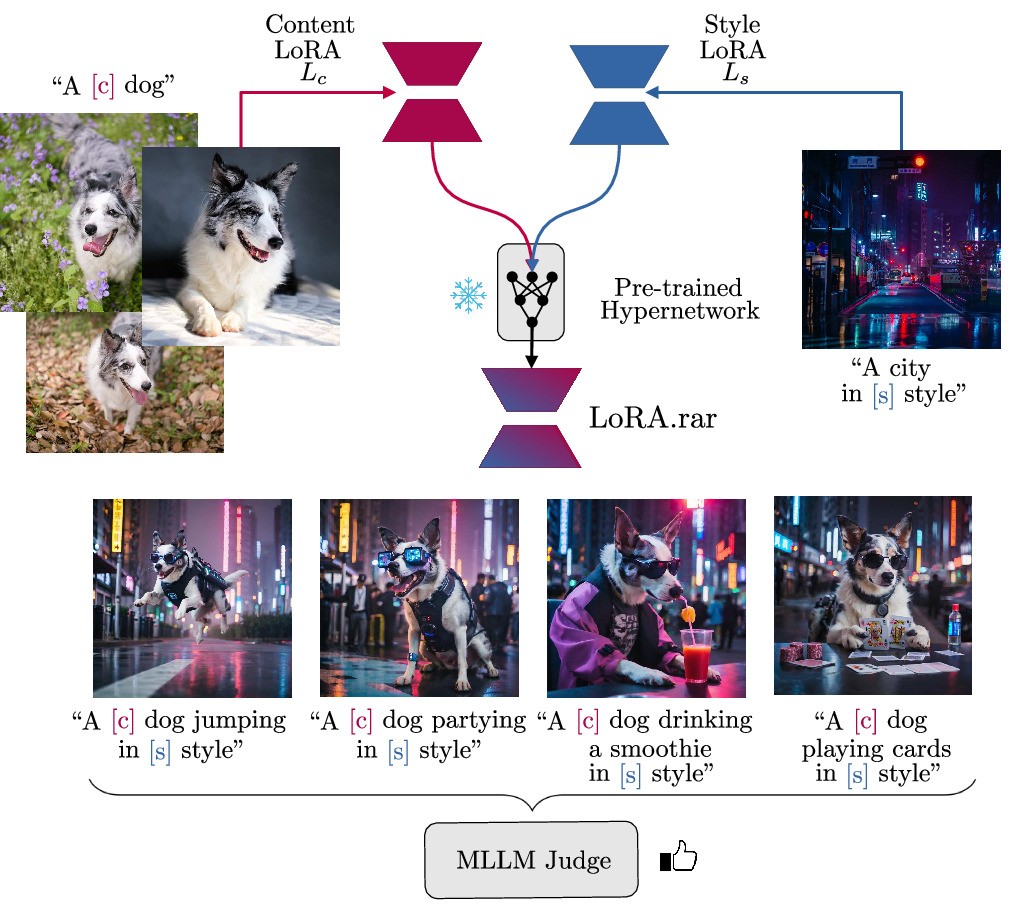 Content
LoRA
L_c
Style
LoRA
L_s
“A [c] dog”
Pre-trained
Hypernetwork
“A city
in [s] style”
LoRA.rar
“A [c] dog jumping
in [s] style”
“A [c] dog partying
in [s] style”
“A [c] dog drinking
a smoothie
in [s] style”
“A [c] dog
playing cards
in [s] style”
MLLM Judge